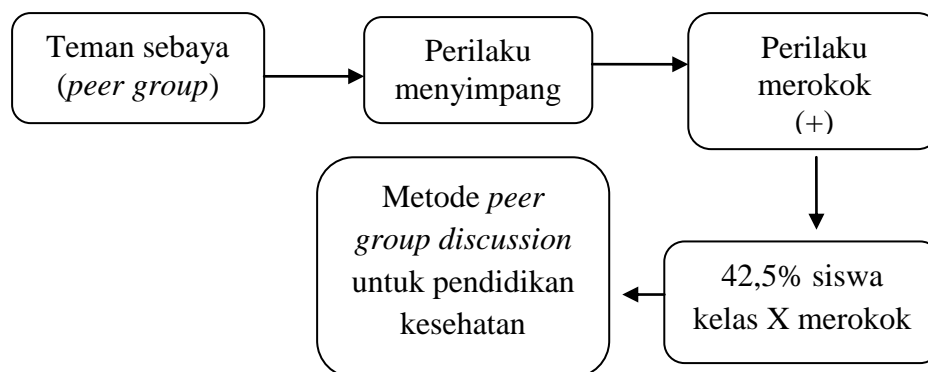 Teman sebaya
(peer group)
Perilaku
menyimpang
Perilaku
merokok
(+)
42,5% siswa
kelas X merokok
Metode peer
group discussion
untuk pendidikan
kesehatan